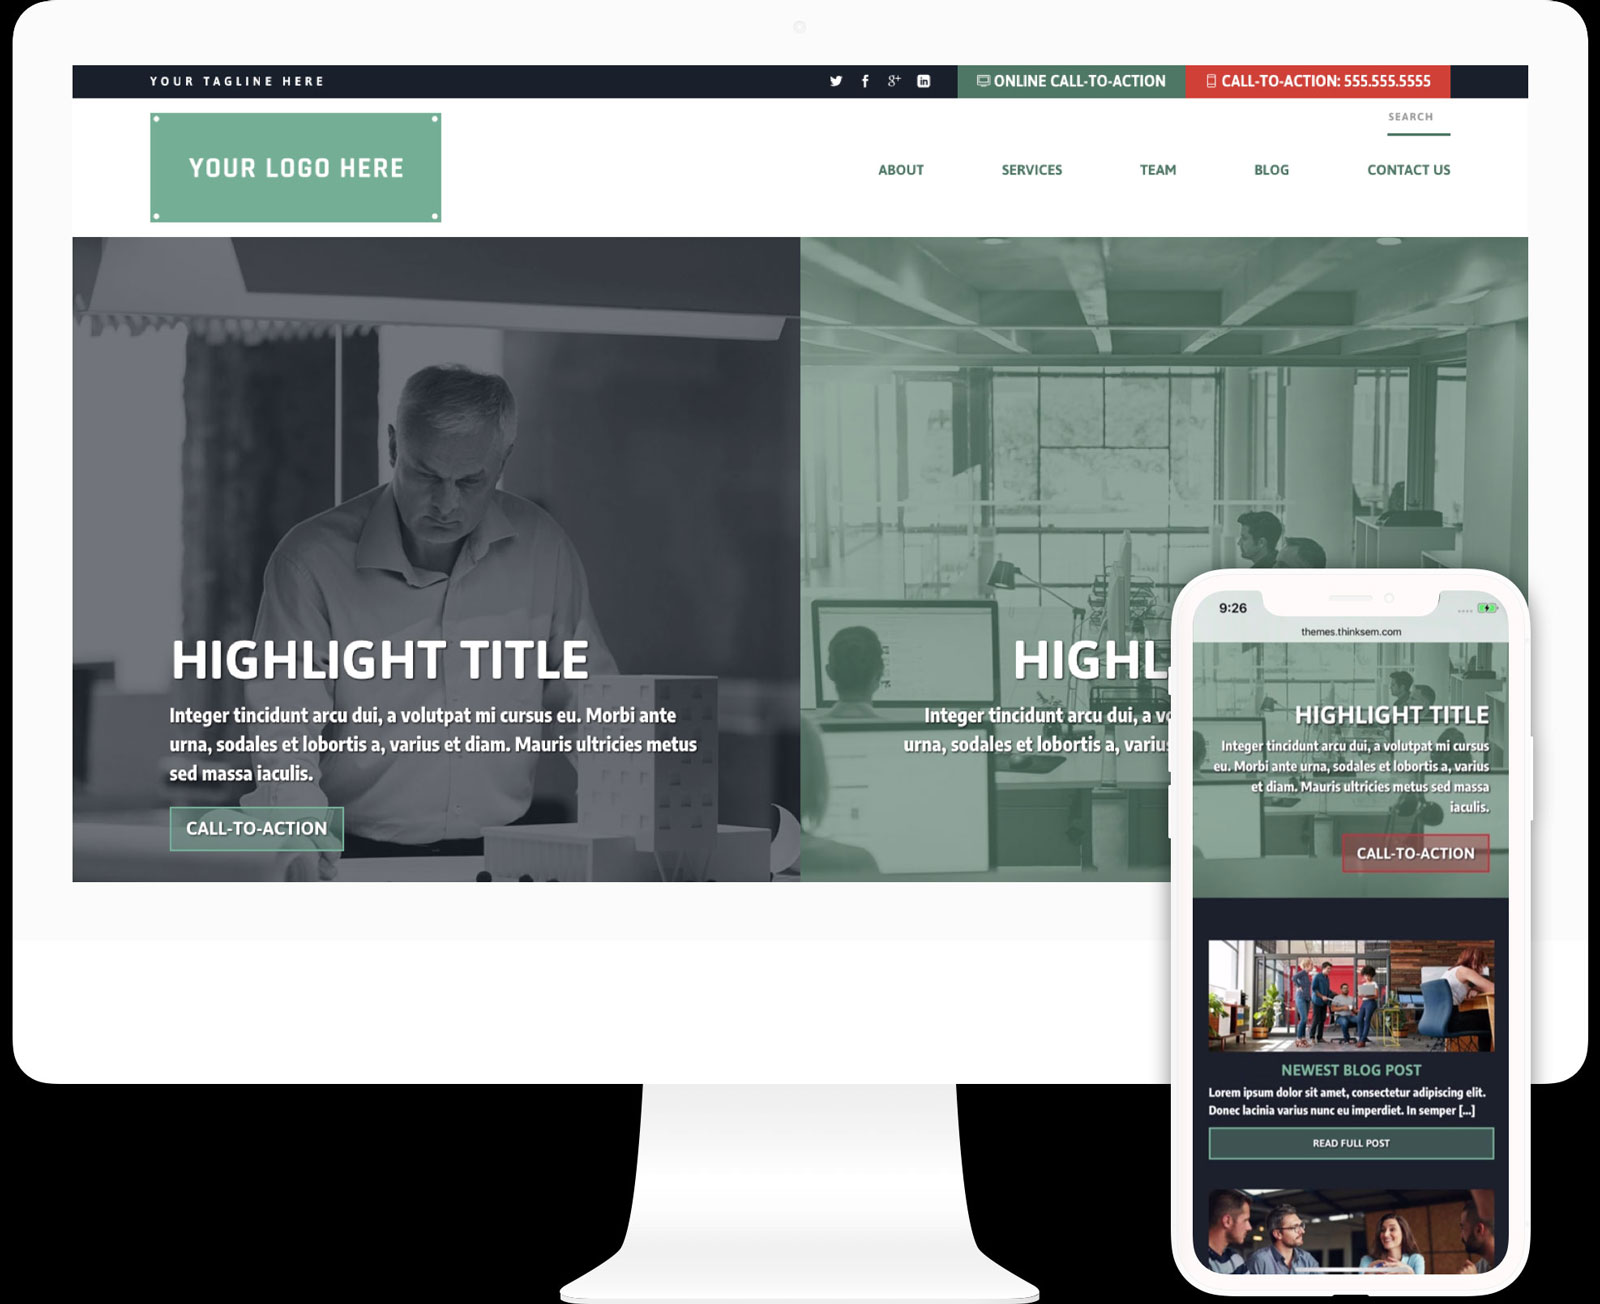 YOUR TAGLINE HERE
ONLINE CALL-TO-ACTION
CALL-TO-ACTION: 555.555.5555
SEARCH
YOUR LOGO HERE
ABOUT
SERVICES
TEAM
BLOG
CONTACT US
HIGHLIGHT TITLE
Integer tincidunt arcu dui, a volutpat mi cursus eu. Morbi ante
urna, sodales et lobortis a, varius et diam. Mauris ultricies metus
sed massa iaculis.
CALL-TO-ACTION
HIGHL
Integer tincidunt arcu dui, a vo
urna, sodales et lobortis a, varius
9:26
themes.thinksem.com
HIGHLIGHT TITLE
Integer tincidunt arcu dui, a volutpat mi cursus
eu. Morbi ante urna, sodales et lobortis a, varius
et diam. Mauris ultricies metus sed massa
iaculis.
CALL-TO-ACTION
NEWEST BLOG POST
Lorem ipsum dolor sit amet, consectetur adipiscing elit.
Donec lacinia varius nunc eu imperdiet. In semper [...]
READ FULL POST